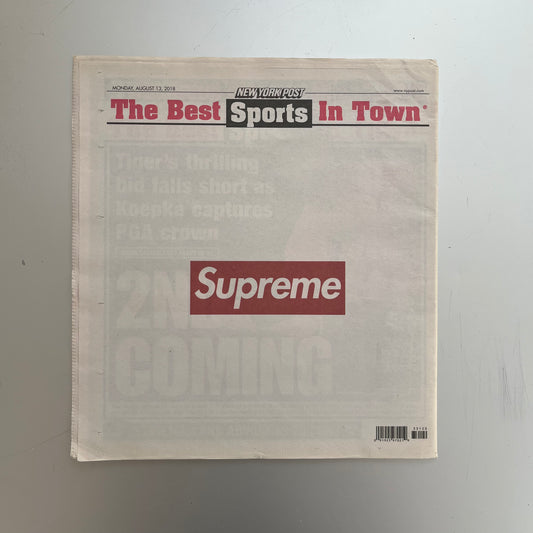 NEW YORK POST
MONDAY, AUGUST 13, 2018
www.nypost.com
The Best Sports In Town
Tiger's thrilling
bid falls short as
Koepka captures
PGA crown
Supreme
2ND
COMING